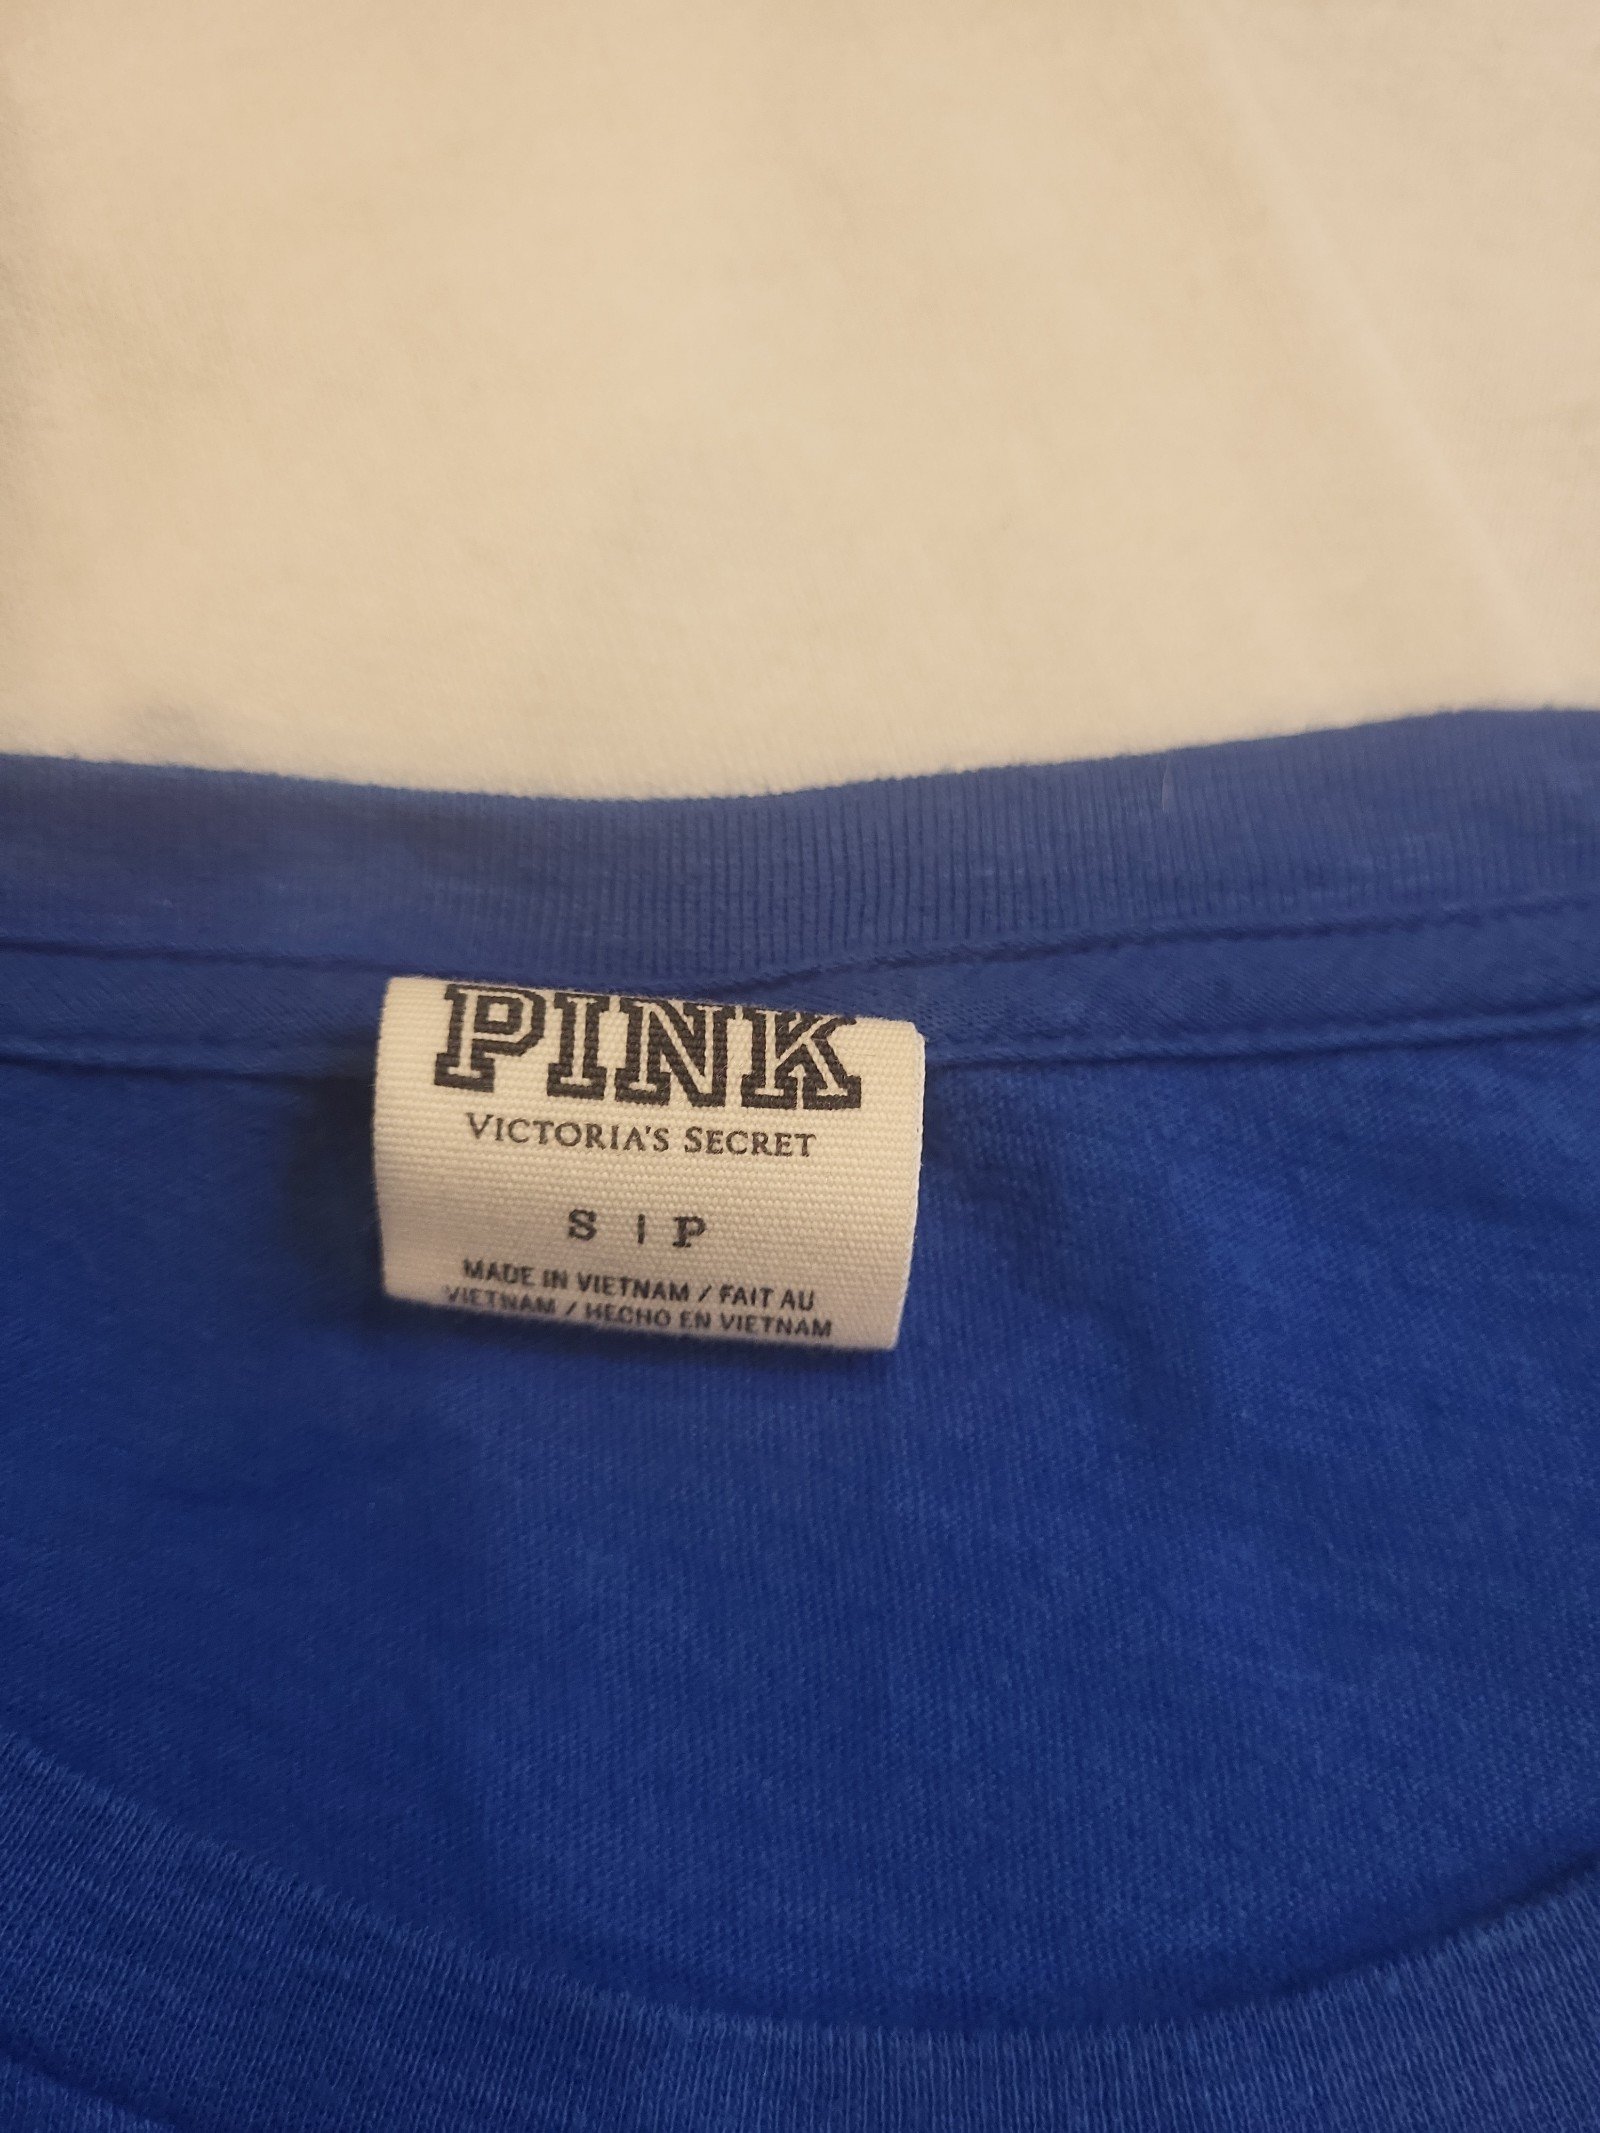 PINK
VICTORIA'S SECRET
S | P
MADE IN VIETNAM / FAIT AU
VIETNAM / HECHO EN VIETNAM